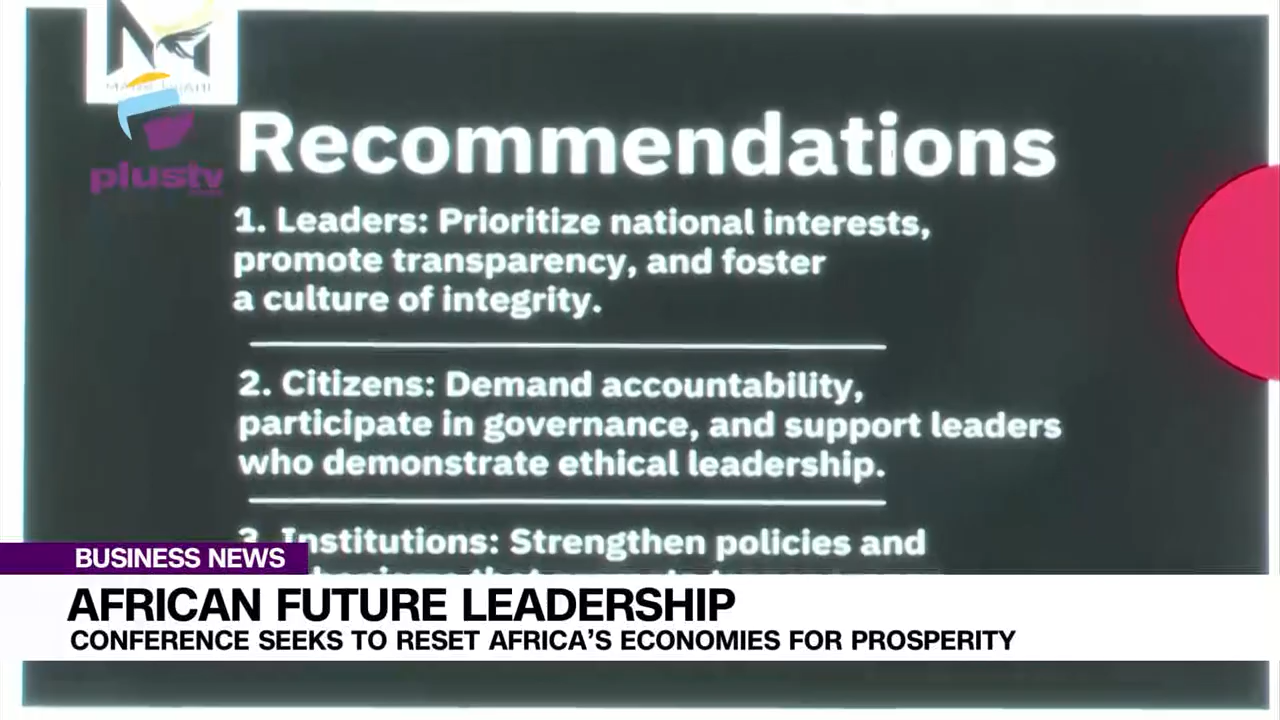 plustv
Recommendations
1. Leaders: Prioritize national interests,
promote transparency, and foster
a culture of integrity.
2. Citizens: Demand accountability,
participate in governance, and support leaders
who demonstrate ethical leadership.
3. Institutions: Strengthen policies and
BUSINESS NEWS
AFRICAN FUTURE LEADERSHIP
CONFERENCE SEEKS TO RESET AFRICA'S ECONOMIES FOR PROSPERITY